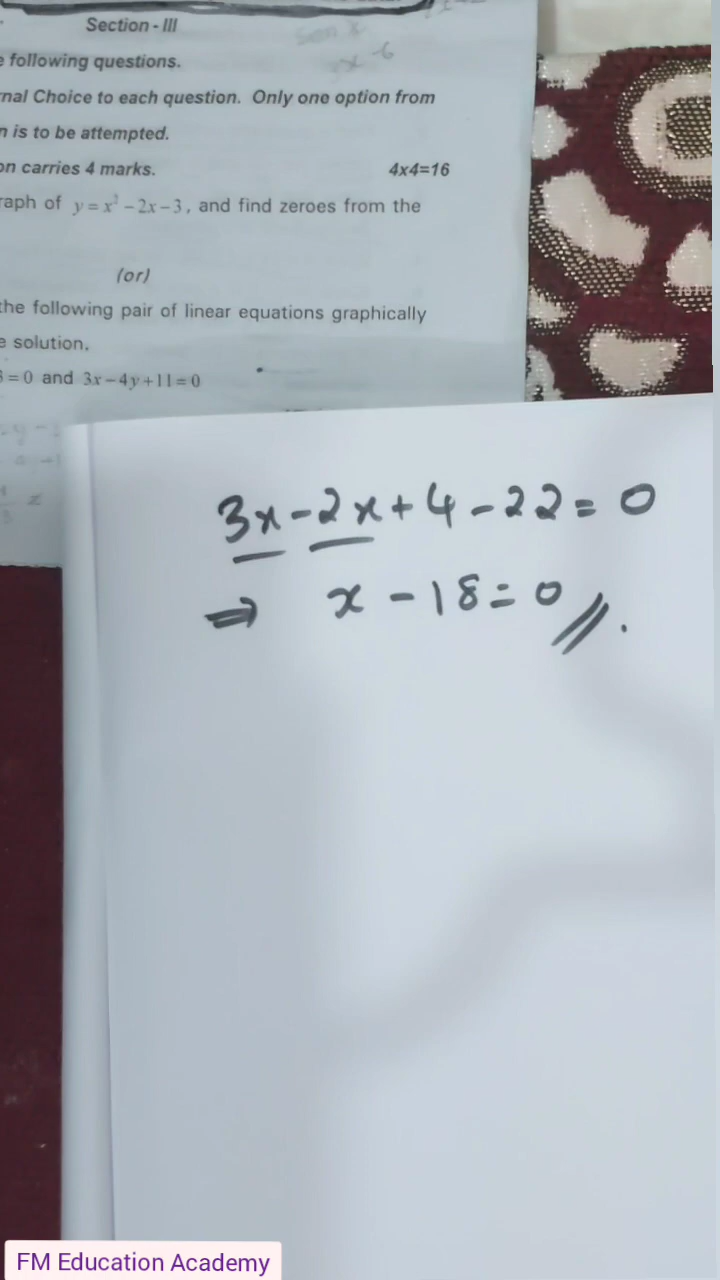 Section - III
following questions.
nal Choice to each question. Only one option from
is to be attempted.
on carries 4 marks. 4x4=16
raph of y = x² – 2x – 3, and find zeroes from the
(or)
the following pair of linear equations graphically
solution.
=0 and 3x – 4y + 11 = 0
3x - 2x + 4 - 22 = 0
⇒ x - 18 = 0 //.
FM Education Academy